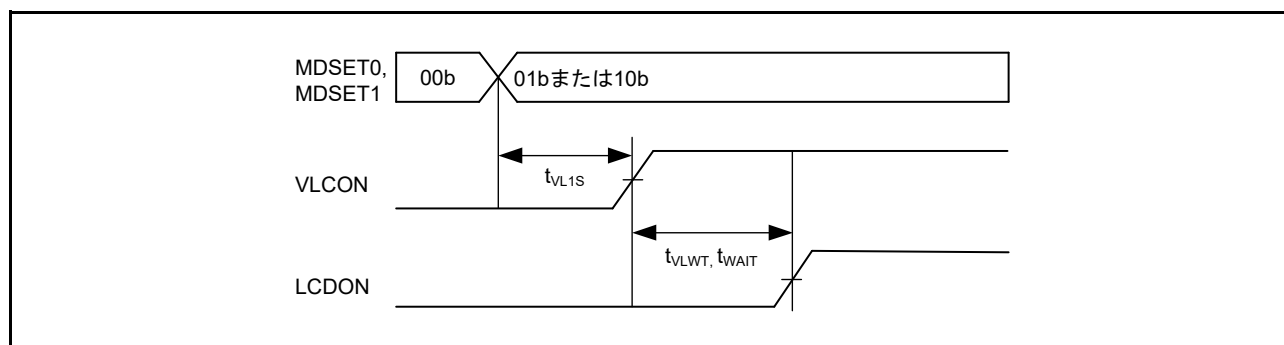 MDSET0,
MDSET1
00b
01bまたは10b
VLCON
tVL1S
tVLWT, tWAIT
LCDON